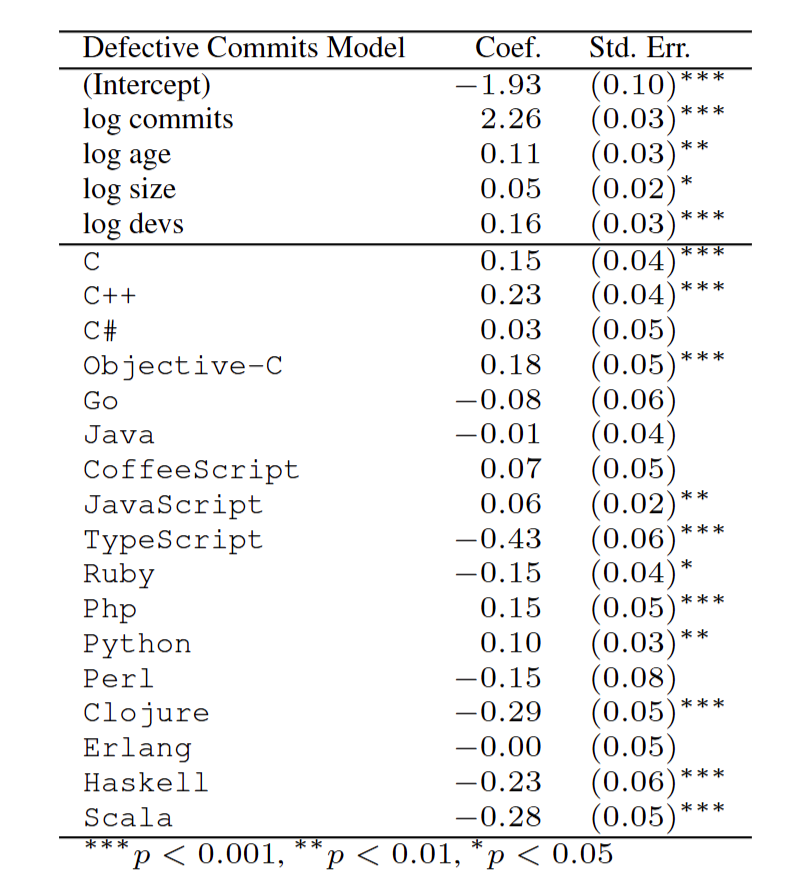 Defective Commits Model Coef. Std. Err.
(Intercept) −1.93 (0.10)***
log commits 2.26 (0.03)***
log age 0.11 (0.03)**
log size 0.05 (0.02)*
log devs 0.16 (0.03)***
C 0.15 (0.04)***
C++ 0.23 (0.04)***
C# 0.03 (0.05)
Objective-C 0.18 (0.05)***
Go −0.08 (0.06)
Java −0.01 (0.04)
CoffeeScript 0.07 (0.05)
JavaScript 0.06 (0.02)**
TypeScript −0.43 (0.06)***
Ruby −0.15 (0.04)*
Php 0.15 (0.05)***
Python 0.10 (0.03)**
Perl −0.15 (0.08)
Clojure −0.29 (0.05)***
Erlang −0.00 (0.05)
Haskell −0.23 (0.06)***
Scala −0.28 (0.05)***
***p < 0.001, **p < 0.01, *p < 0.05